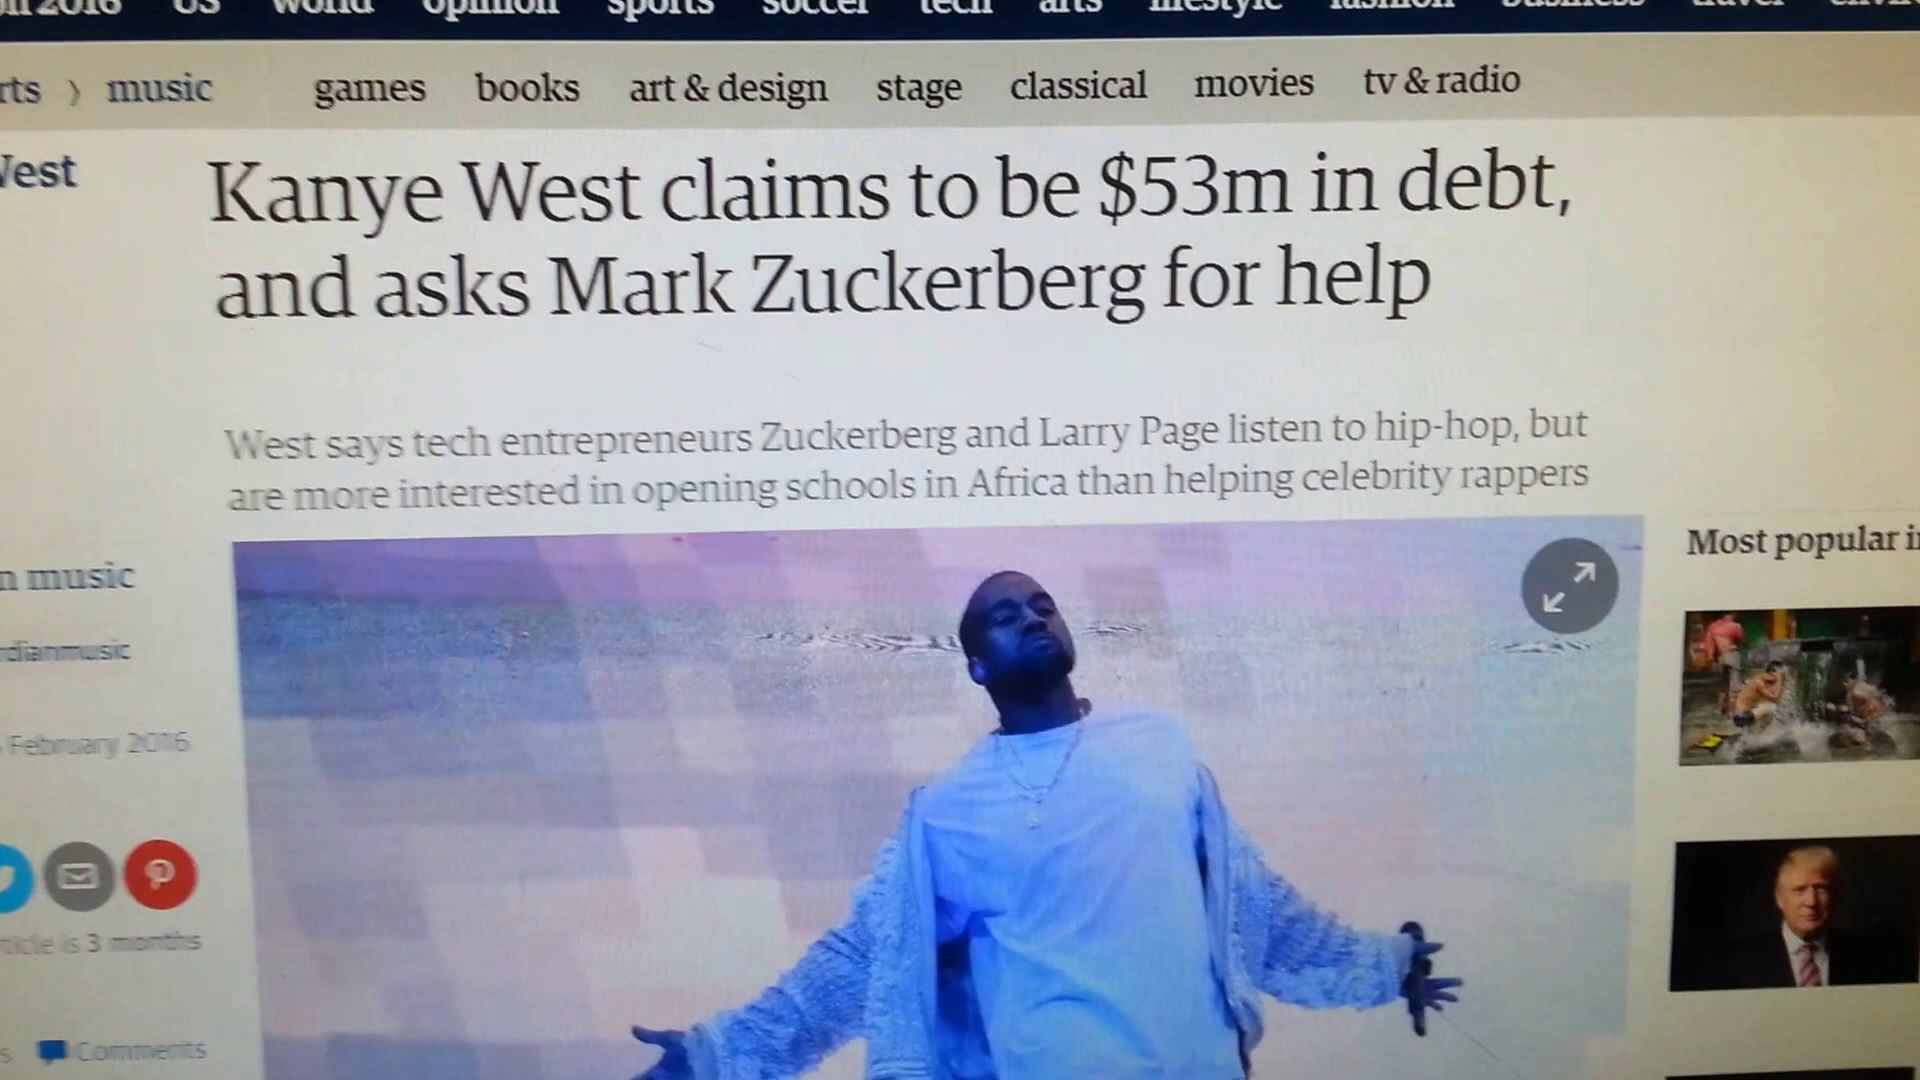 2016 US world opinion sports soccer tech arts lifestyle fashion business travel
music games books art & design stage classical movies tv & radio
West
Kanye West claims to be $53m in debt,
and asks Mark Zuckerberg for help
West says tech entrepreneurs Zuckerberg and Larry Page listen to hip-hop, but
are more interested in opening schools in Africa than helping celebrity rappers
Most popular
music
February 2016
is 3 months
Comments